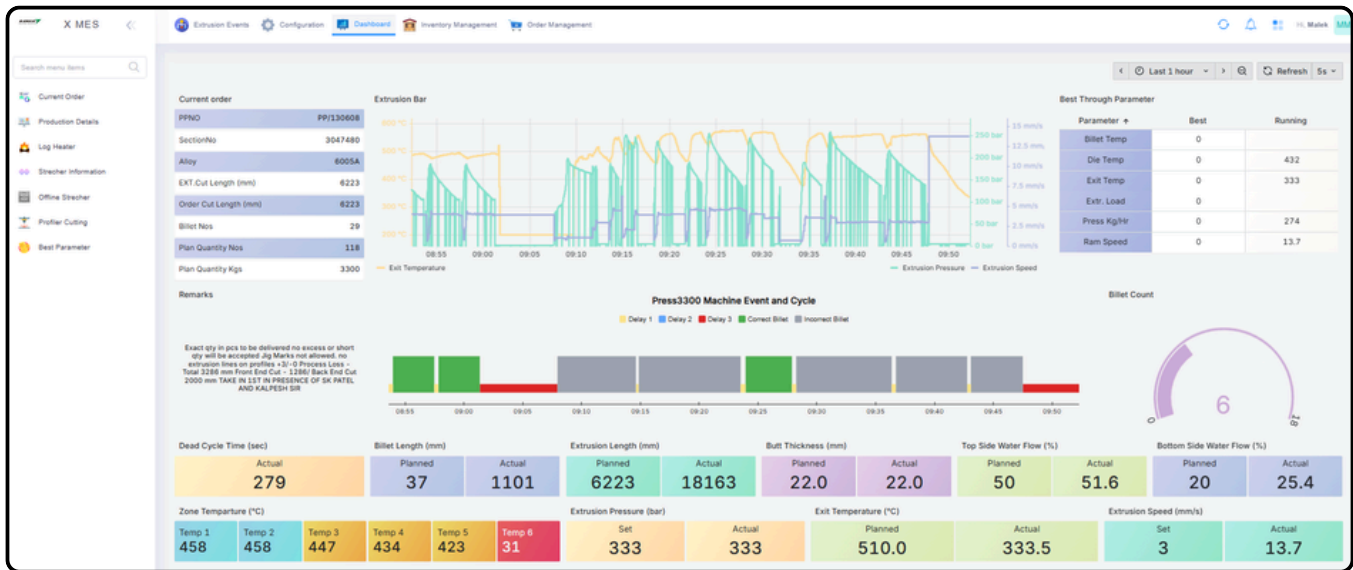 X MES
Extrusion Events
Configuration
Dashboard
Inventory Management
Order Management
Hi, Malek
MM
Search menu items
Current Order
Production Details
Log Heater
Strecher Information
Offline Strecher
Profiler Cutting
Best Parameter
Last 1 hour
Refresh
5s
Current order
PPNO PP/130608
SectionNo 3047480
Alloy 6005A
EXT.Cut Length (mm) 6223
Order Cut Length (mm) 6223
Billet Nos 29
Plan Quantity Nos 118
Plan Quantity Kgs 3300
Extrusion Bar
600 °C
500 °C
400 °C
300 °C
200 °C
250 bar
200 bar
150 bar
100 bar
50 bar
0 bar
15 mm/s
12.5 mm/
10 mm/s
7.5 mm/s
5 mm/s
2.5 mm/s
0 mm/s
08:55 09:00 09:05 09:10 09:15 09:20 09:25 09:30 09:35 09:40 09:45 09:50
Exit Temperature
Extrusion Pressure
Extrusion Speed
Best Through Parameter
Parameter ↑ Best Running
Billet Temp 0
Die Temp 0 432
Exit Temp 0 333
Extr. Load 0
Press Kg/Hr 0 274
Ram Speed 0 13.7
Remarks
Exact qty in pcs to be delivered no excess or short
qty will be accepted Jig Marks not allowed. no
extrusion lines on profiles +3/-0 Process Loss -
Total 3286 mm Front End Cut - 1286/ Back End Cut
2000 mm TAKE IN 1ST IN PRESENCE OF SK PATEL
AND KALPESH SIR
Press3300 Machine Event and Cycle
Delay 1 Delay 2 Delay 3 Correct Billet Incorrect Billet
08:55 09:00 09:05 09:10 09:15 09:20 09:25 09:30 09:35 09:40 09:45 09:50
Billet Count
6
0
18
Dead Cycle Time (sec)
Actual
279
Billet Length (mm)
Planned Actual
37 1101
Extrusion Length (mm)
Planned Actual
6223 18163
Butt Thickness (mm)
Planned Actual
22.0 22.0
Top Side Water Flow (%)
Planned Actual
50 51.6
Bottom Side Water Flow (%)
Planned Actual
20 25.4
Zone Temparture (°C)
Temp 1 Temp 2 Temp 3 Temp 4 Temp 5 Temp 6
458 458 447 434 423 31
Extrusion Pressure (bar)
Set Actual
333 333
Exit Temperature (°C)
Planned Actual
510.0 333.5
Extrusion Speed (mm/s)
Set Actual
3 13.7